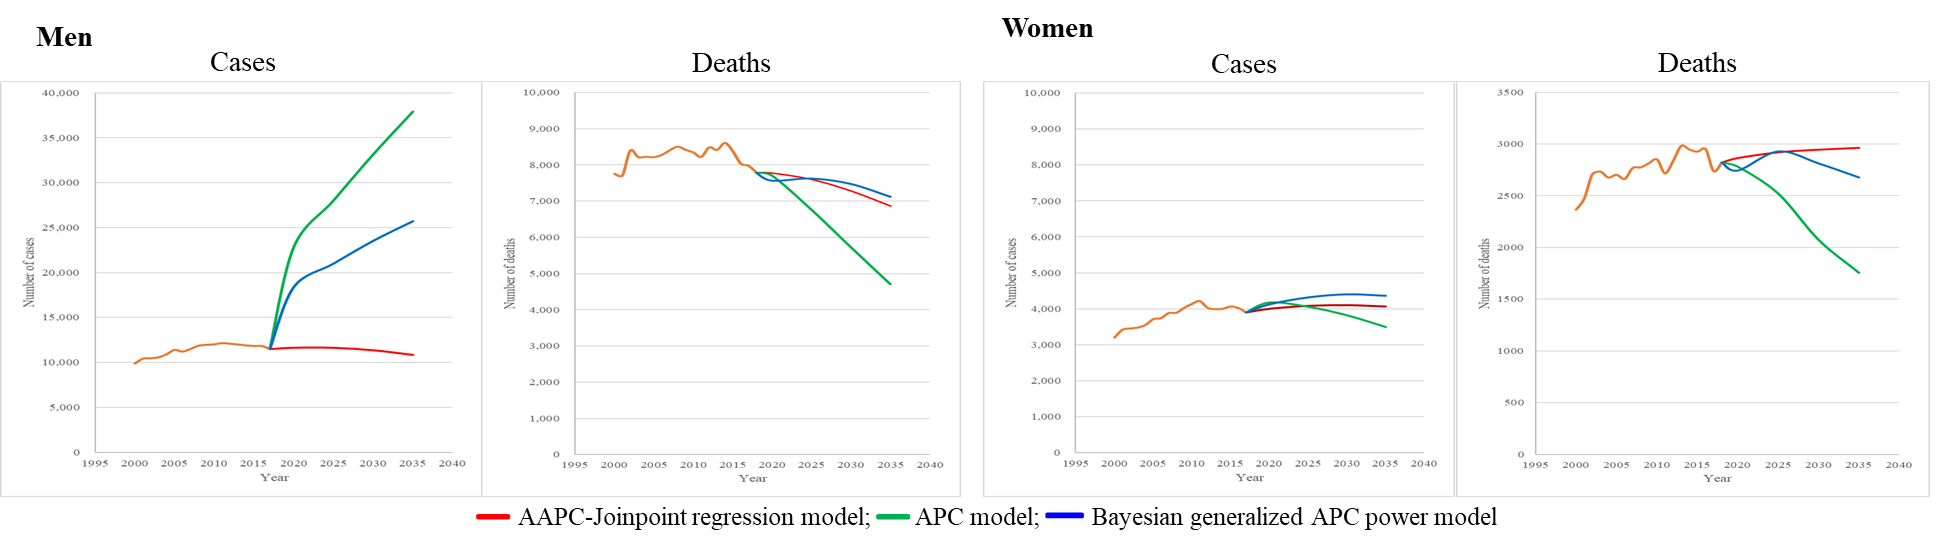 Men
Women
Cases
Deaths
Cases
Deaths
40,000
35,000
30,000
25,000
20,000
15,000
10,000
5,000
0
Number of cases
1995 2000 2005 2010 2015 2020 2025 2030 2035 2040
Year
10,000
9,000
8,000
7,000
6,000
5,000
4,000
3,000
2,000
1,000
0
Number of deaths
1995 2000 2005 2010 2015 2020 2025 2030 2035 2040
Year
10,000
9,000
8,000
7,000
6,000
5,000
4,000
3,000
2,000
1,000
0
Number of cases
1995 2000 2005 2010 2015 2020 2025 2030 2035 2040
Year
3500
3000
2500
2000
1500
1000
500
0
Number of deaths
1995 2000 2005 2010 2015 2020 2025 2030 2035 2040
Year
AAPC-Joinpoint regression model; APC model; Bayesian generalized APC power model